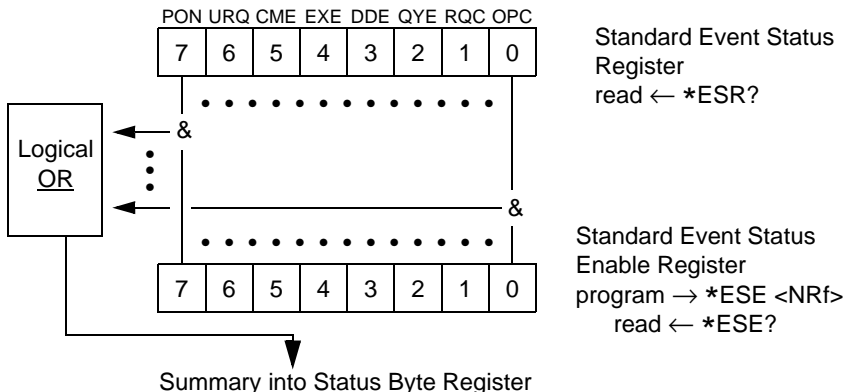 PON URQ CME EXE DDE QYE RQC OPC
7 6 5 4 3 2 1 0
Standard Event Status
Register
read ← *ESR?
&
Logical
OR
&
7 6 5 4 3 2 1 0
Standard Event Status
Enable Register
program → *ESE <NRf>
read ← *ESE?
Summary into Status Byte Register